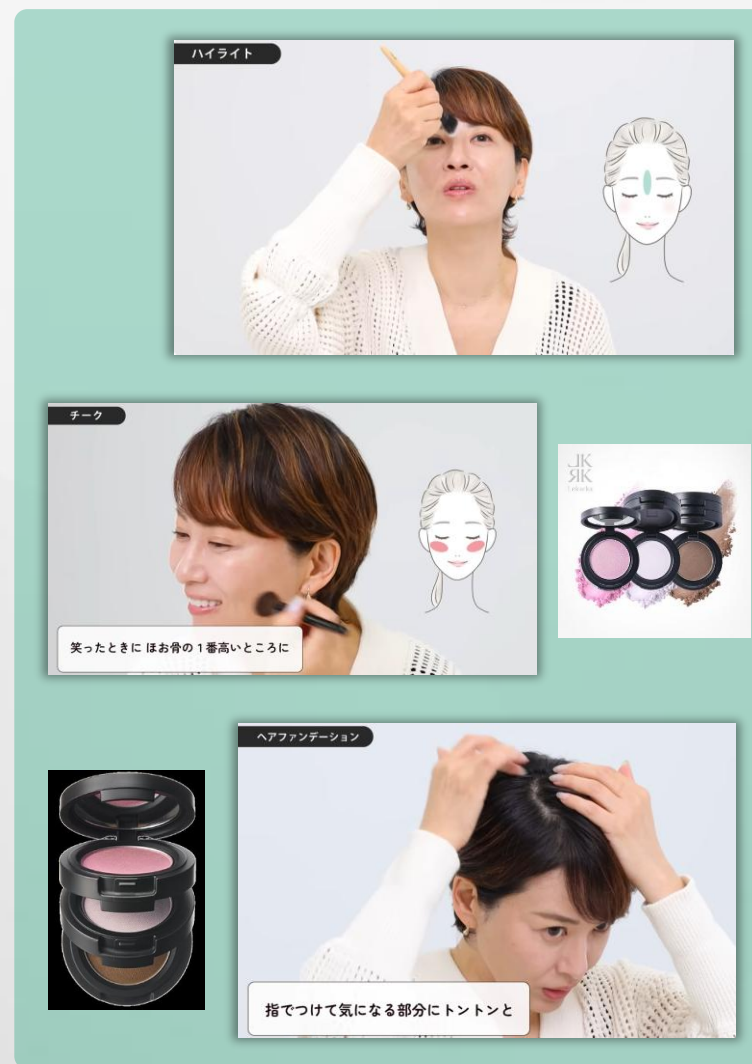 ハイライト
チーク
笑ったときに ほお骨の1番高いところに
ヘアファンデーション
指でつけて気になる部分にトントンと